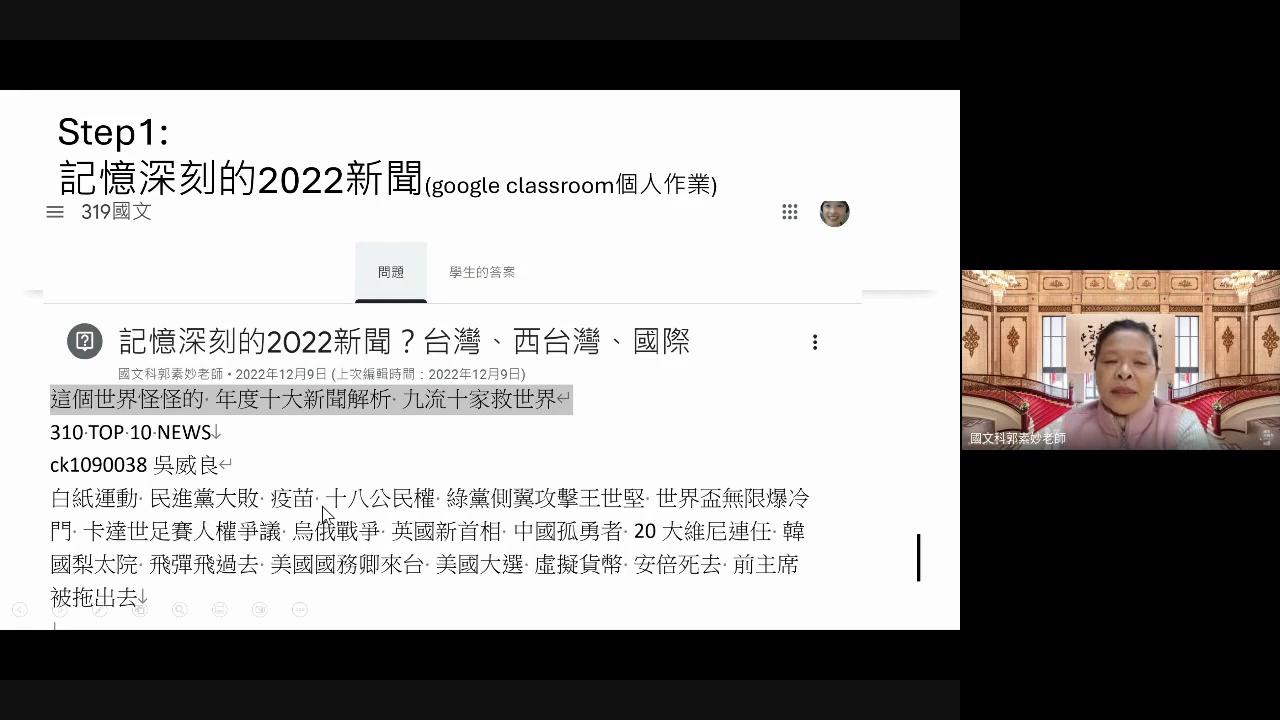 Step1:
記憶深刻的2022新聞(google classroom個人作業)
319國文
問題
學生的答案
記憶深刻的2022新聞？台灣、西台灣、國際
國文科郭素妙老師 • 2022年12月9日 (上次編輯時間：2022年12月9日)
這個世界怪怪的 年度十大新聞解析 九流十家救世界
310 TOP 10 NEWS
ck1090038 吳威良
白紙運動 民進黨大敗 疫苗 十八公民權 綠黨側翼攻擊王世堅 世界盃無限爆冷
門 卡達世足賽人權爭議 烏俄戰爭 英國新首相 中國孤勇者 20 大維尼連任 韓
國梨太院 飛彈飛過去 美國國務卿來台 美國大選 虛擬貨幣 安倍死去 前主席
被拖出去
國文科郭素妙老師